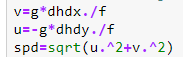 v=g*dhdx./f
u=-g*dhdy./f
spd=sqrt(u.^2+v.^2)